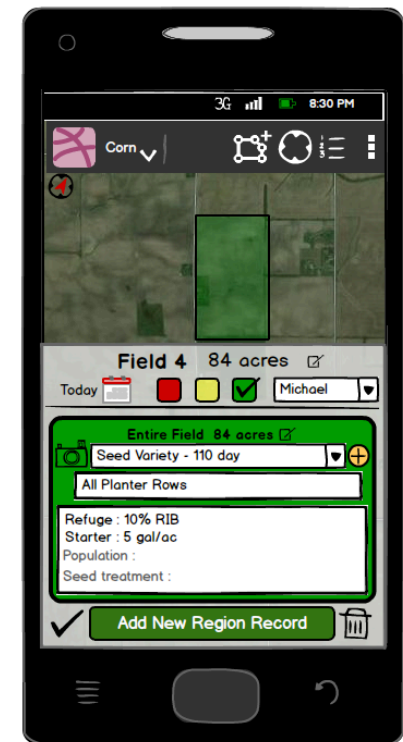 3G 8:30 PM
Corn
Field 4 84 acres
Today Michael
Entire Field 84 acres
Seed Variety - 110 day
All Planter Rows
Refuge : 10% RIB
Starter : 5 gal/ac
Population :
Seed treatment :
Add New Region Record